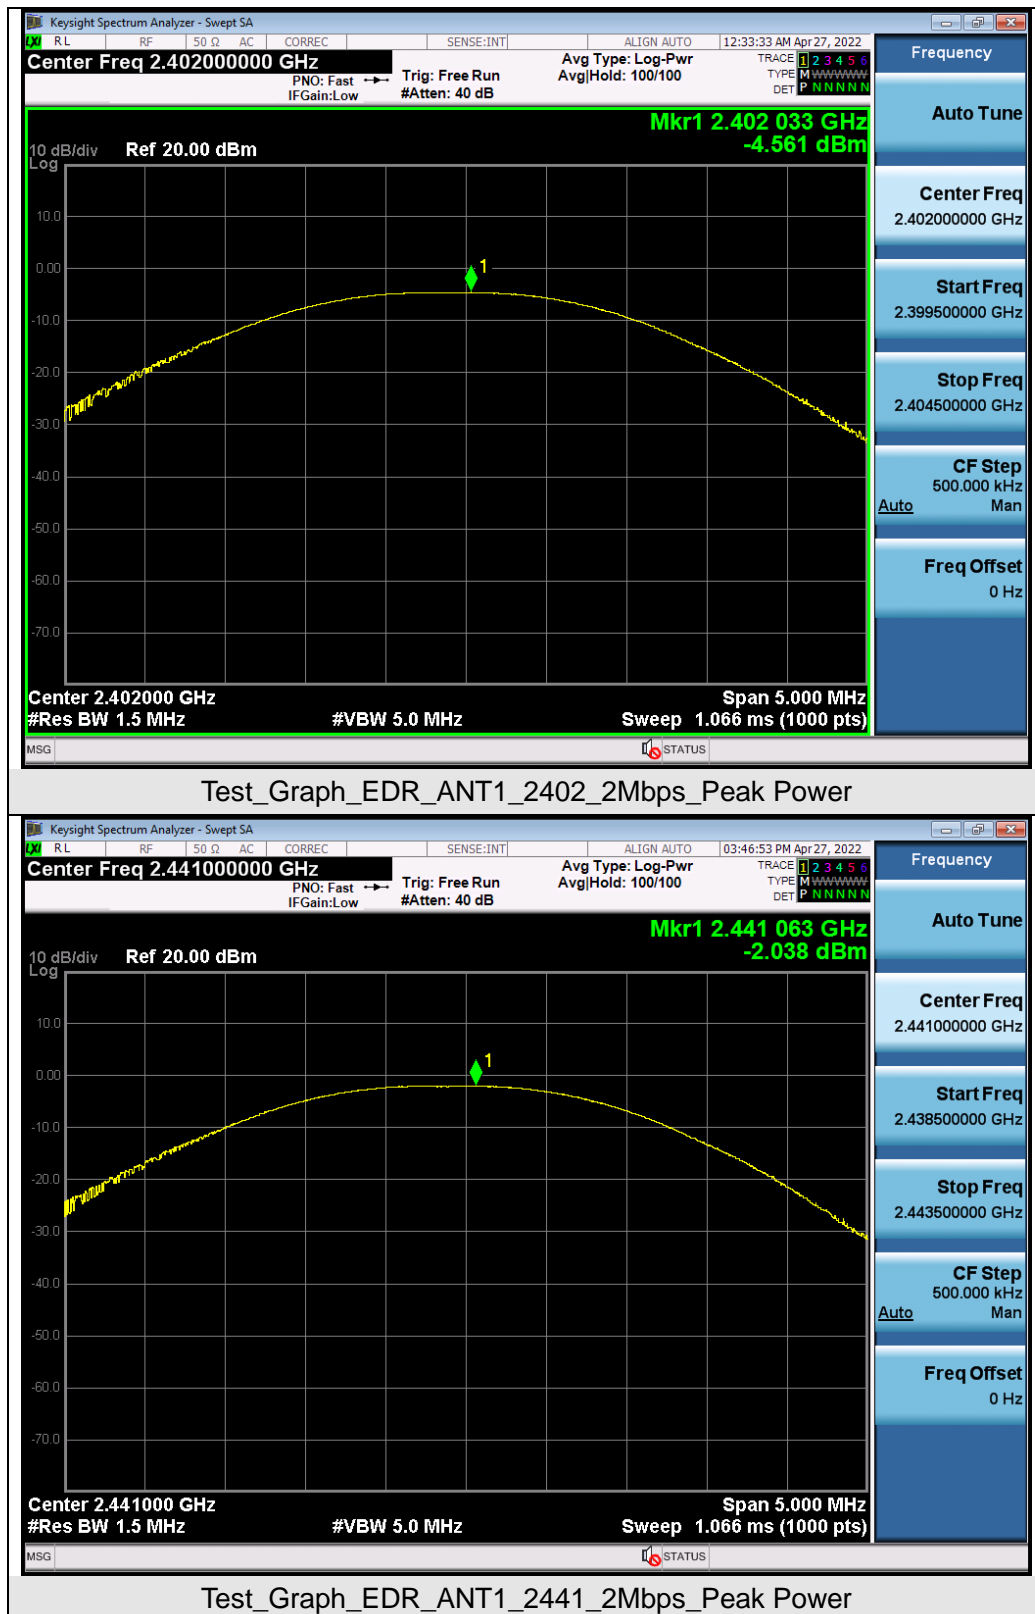 Keysight Spectrum Analyzer - Swept SA
LXI RL RF 50 Ω AC CORREC SENSE:INT ALIGN AUTO 12:33:33 AM Apr 27, 2022
Center Freq 2.402000000 GHz
PNO: Fast
IFGain:Low
Trig: Free Run
#Atten: 40 dB
Avg Type: Log-Pwr
Avg|Hold: 100/100
TRACE 1 2 3 4 5 6
TYPE M WWWWW
DET P N N N N N
Mkr1 2.402 033 GHz
-4.561 dBm
10 dB/div Ref 20.00 dBm
Log
10.0
0.00
1
-10.0
-20.0
-30.0
-40.0
-50.0
-60.0
-70.0
Center 2.402000 GHz Span 5.000 MHz
#Res BW 1.5 MHz #VBW 5.0 MHz Sweep 1.066 ms (1000 pts)
MSG STATUS
Frequency
Auto Tune
Center Freq
2.402000000 GHz
Start Freq
2.399500000 GHz
Stop Freq
2.404500000 GHz
CF Step
500.000 kHz
Auto Man
Freq Offset
0 Hz
Test_Graph_EDR_ANT1_2402_2Mbps_Peak Power
Keysight Spectrum Analyzer - Swept SA
LXI RL RF 50 Ω AC CORREC SENSE:INT ALIGN AUTO 03:46:53 PM Apr 27, 2022
Center Freq 2.441000000 GHz
PNO: Fast
IFGain:Low
Trig: Free Run
#Atten: 40 dB
Avg Type: Log-Pwr
Avg|Hold: 100/100
TRACE 1 2 3 4 5 6
TYPE M WWWWW
DET P N N N N N
Mkr1 2.441 063 GHz
-2.038 dBm
10 dB/div Ref 20.00 dBm
Log
10.0
0.00
1
-10.0
-20.0
-30.0
-40.0
-50.0
-60.0
-70.0
Center 2.441000 GHz Span 5.000 MHz
#Res BW 1.5 MHz #VBW 5.0 MHz Sweep 1.066 ms (1000 pts)
MSG STATUS
Frequency
Auto Tune
Center Freq
2.441000000 GHz
Start Freq
2.438500000 GHz
Stop Freq
2.443500000 GHz
CF Step
500.000 kHz
Auto Man
Freq Offset
0 Hz
Test_Graph_EDR_ANT1_2441_2Mbps_Peak Power